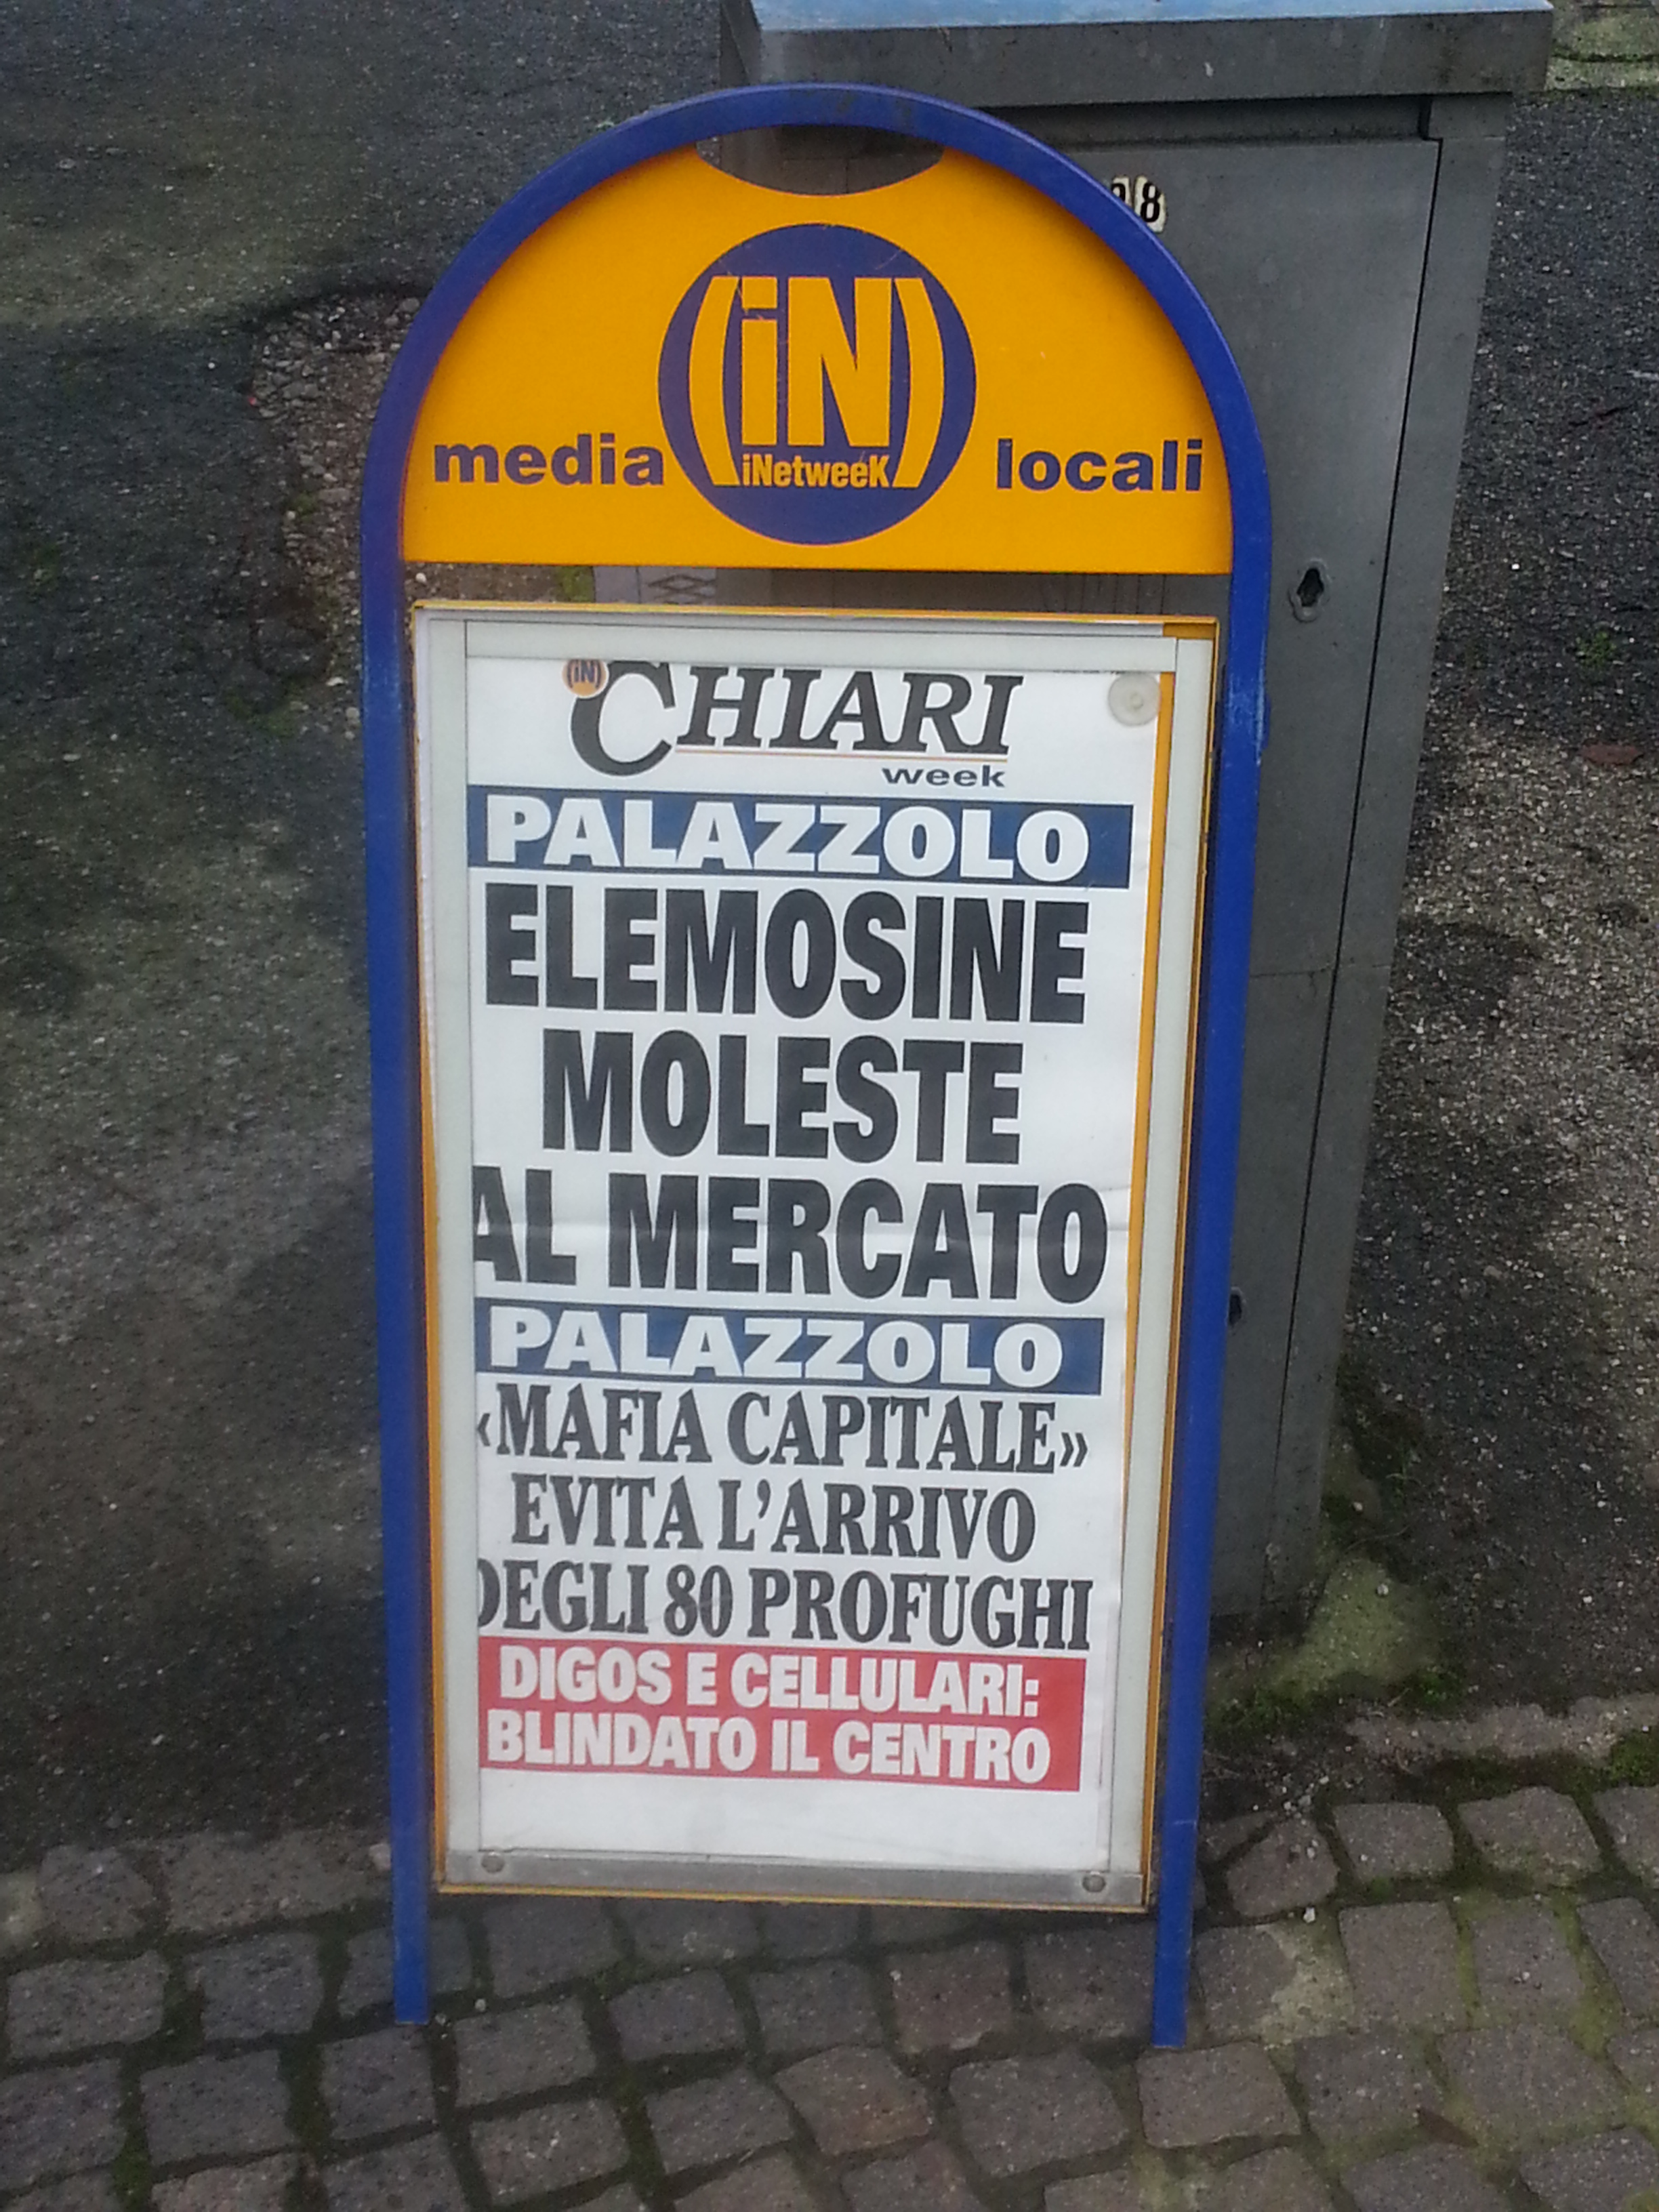 8
(iN)
iNetweeK
media locali
(iN) CHIARI
week
PALAZZOLO
ELEMOSINE
MOLESTE
AL MERCATO
PALAZZOLO
«MAFIA CAPITALE»
EVITA L'ARRIVO
DEGLI 80 PROFUGHI
DIGOS E CELLULARI:
BLINDATO IL CENTRO